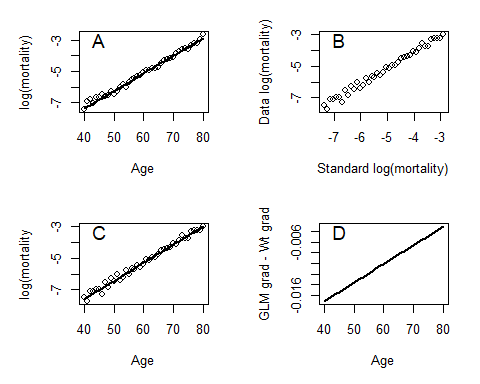 A
log(mortality)
-3
-5
-7
40 50 60 70 80
Age
B
Data log(mortality)
-3
-5
-7
-7 -6 -5 -4 -3
Standard log(mortality)
C
log(mortality
-3
-5
-7
40 50 60 70 80
Age
D
GLM grad - Wt grad
-0.006
-0.016
40 50 60 70 80
Age